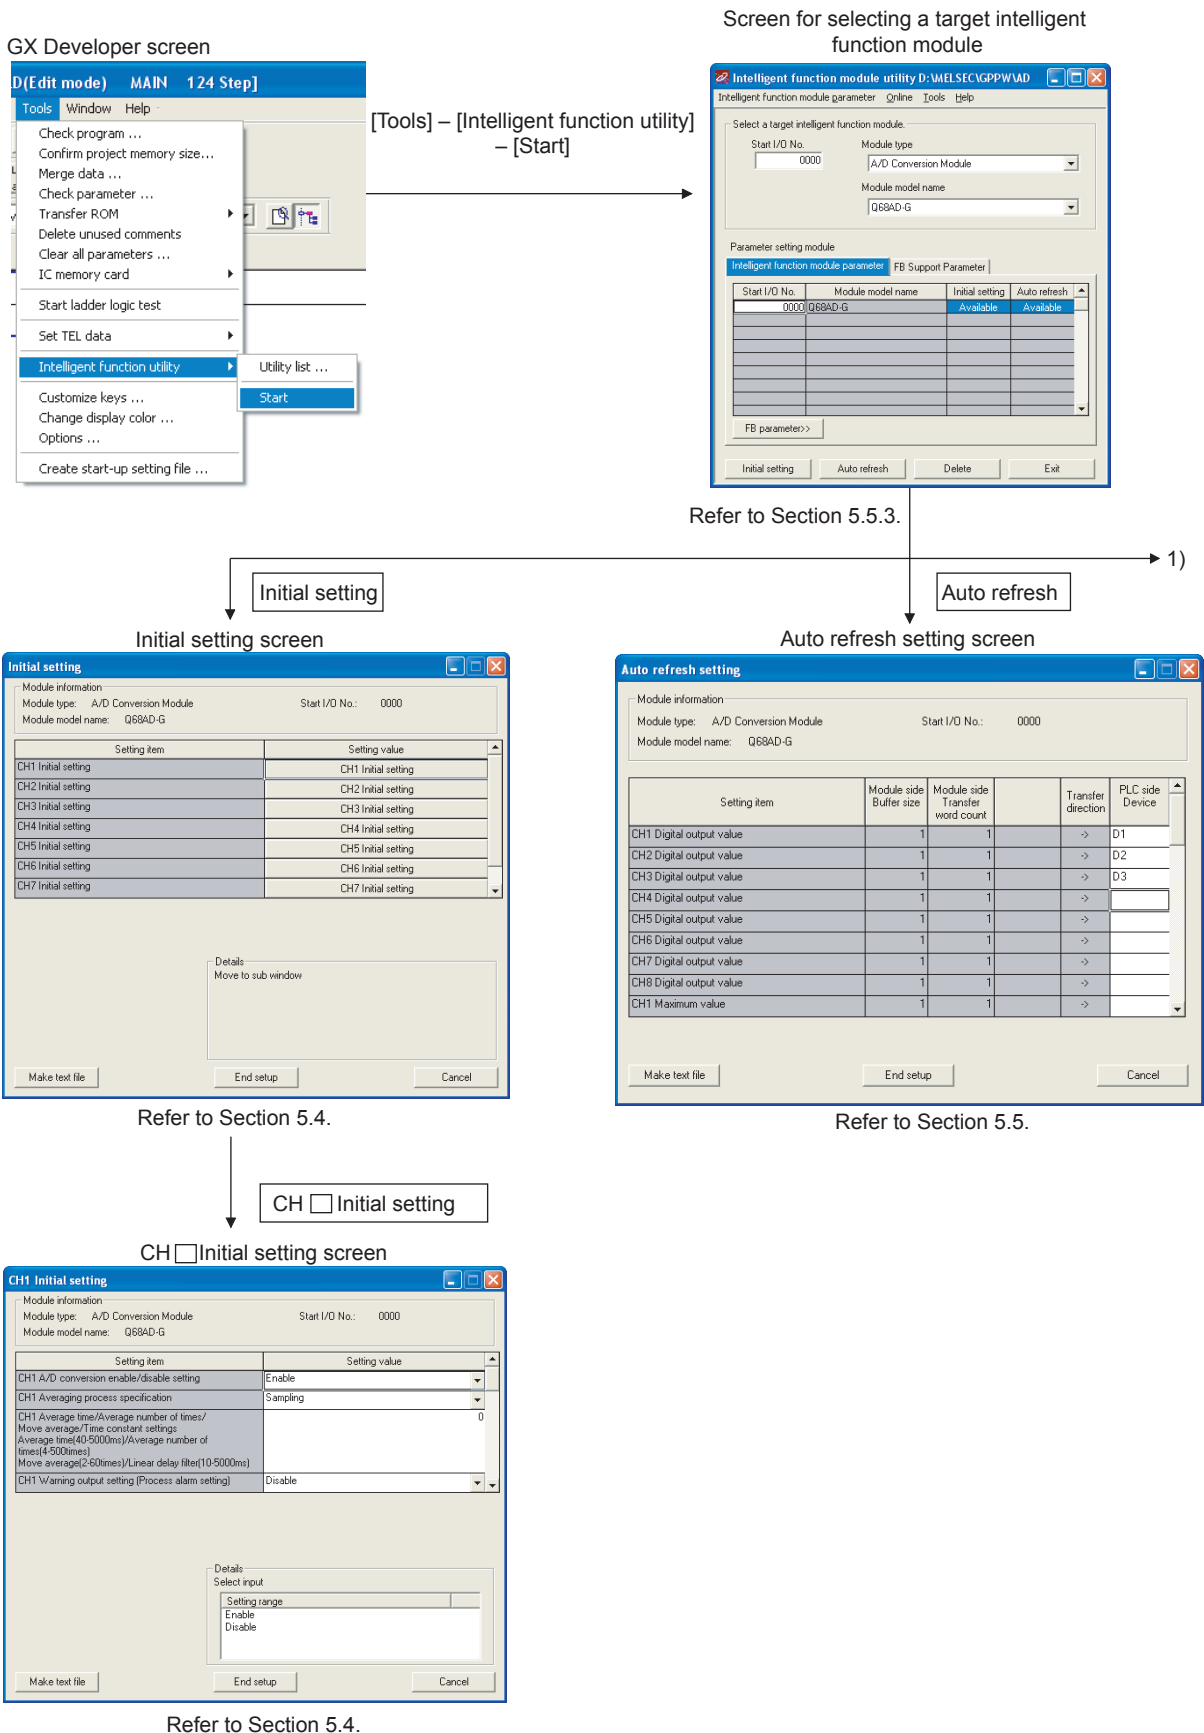 Screen for selecting a target intelligent
function module
GX Developer screen
D(Edit mode) MAIN 124 Step]
Tools Window Help
Check program ...
Confirm project memory size...
Merge data ...
Check parameter ...
Transfer ROM
Delete unused comments
Clear all parameters ...
IC memory card
Start ladder logic test
Set TEL data
Intelligent function utility
Utility list ...
Start
Customize keys ...
Change display color ...
Options ...
Create start-up setting file ...
[Tools] – [Intelligent function utility]
– [Start]
Intelligent function module utility D:\MELSEC\GPPW\AD
Intelligent function module parameter Online Tools Help
Select a target intelligent function module.
Start I/O No. Module type
0000 A/D Conversion Module
Module model name
Q68AD-G
Parameter setting module
Intelligent function module parameter FB Support Parameter
Start I/O No. Module model name Initial setting Auto refresh
0000 Q68AD-G Available Available
FB parameter>>
Initial setting Auto refresh Delete Exit
Refer to Section 5.5.3.
1)
Initial setting
Auto refresh
Initial setting screen
Initial setting
Module information
Module type: A/D Conversion Module Start I/O No.: 0000
Module model name: Q68AD-G
Setting item Setting value
CH1 Initial setting CH1 Initial setting
CH2 Initial setting CH2 Initial setting
CH3 Initial setting CH3 Initial setting
CH4 Initial setting CH4 Initial setting
CH5 Initial setting CH5 Initial setting
CH6 Initial setting CH6 Initial setting
CH7 Initial setting CH7 Initial setting
Details
Move to sub window
Make text file End setup Cancel
Refer to Section 5.4.
Auto refresh setting screen
Auto refresh setting
Module information
Module type: A/D Conversion Module Start I/O No.: 0000
Module model name: Q68AD-G
Setting item Module side Buffer size Module side Transfer word count Transfer direction PLC side Device
CH1 Digital output value 1 1 -> D1
CH2 Digital output value 1 1 -> D2
CH3 Digital output value 1 1 -> D3
CH4 Digital output value 1 1 ->
CH5 Digital output value 1 1 ->
CH6 Digital output value 1 1 ->
CH7 Digital output value 1 1 ->
CH8 Digital output value 1 1 ->
CH1 Maximum value 1 1 ->
Make text file End setup Cancel
Refer to Section 5.5.
CH □ Initial setting
CH □ Initial setting screen
CH1 Initial setting
Module information
Module type: A/D Conversion Module Start I/O No.: 0000
Module model name: Q68AD-G
Setting item Setting value
CH1 A/D conversion enable/disable setting Enable
CH1 Averaging process specification Sampling
CH1 Average time/Average number of times/ 0
Move average/Time constant settings
Average time(40-5000ms)/Average number of
times(4-500times)
Move average(2-60times)/Linear delay filter(10-5000ms)
CH1 Warning output setting (Process alarm setting) Disable
Details
Select input
Setting range
Enable
Disable
Make text file End setup Cancel
Refer to Section 5.4.